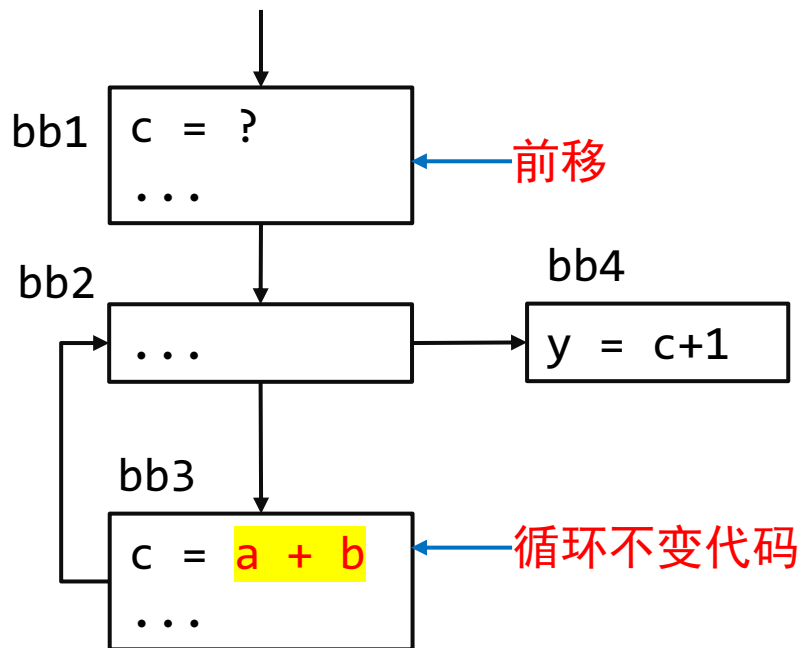 bb1
c = ?
...
前移
bb2
...
bb4
y = c+1
bb3
c = a + b
...
循环不变代码